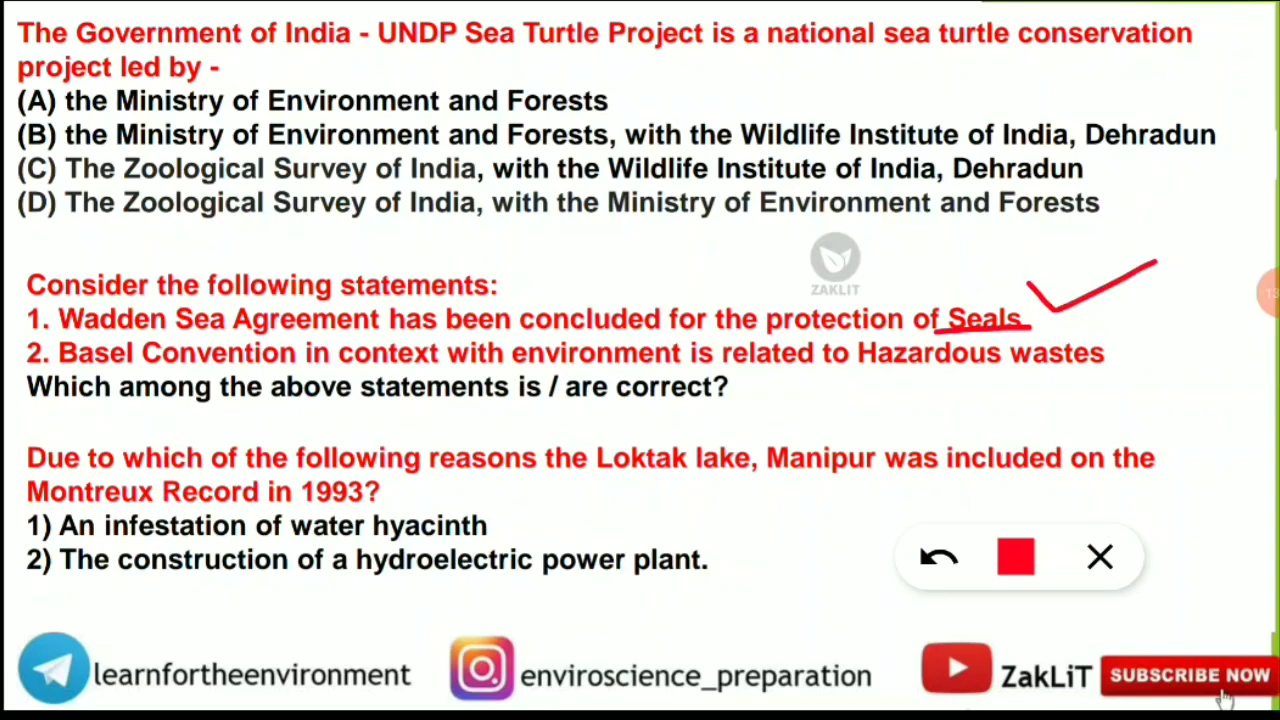 The Government of India - UNDP Sea Turtle Project is a national sea turtle conservation
project led by -
(A) the Ministry of Environment and Forests
(B) the Ministry of Environment and Forests, with the Wildlife Institute of India, Dehradun
(C) The Zoological Survey of India, with the Wildlife Institute of India, Dehradun
(D) The Zoological Survey of India, with the Ministry of Environment and Forests
ZAKLIT
Consider the following statements:
1. Wadden Sea Agreement has been concluded for the protection of Seals
2. Basel Convention in context with environment is related to Hazardous wastes
Which among the above statements is / are correct?
Due to which of the following reasons the Loktak lake, Manipur was included on the
Montreux Record in 1993?
1) An infestation of water hyacinth
2) The construction of a hydroelectric power plant.
learnfortheenvironment
enviroscience_preparation
ZakLiT
SUBSCRIBE NOW